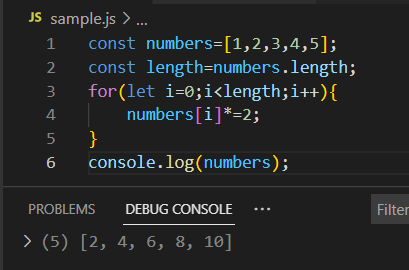 JS sample.js > ...
1 const numbers=[1,2,3,4,5];
2 const length=numbers.length;
3 for(let i=0;i<length;i++){
4     numbers[i]*=2;
5 }
6 console.log(numbers);
PROBLEMS DEBUG CONSOLE ... Filter
> (5) [2, 4, 6, 8, 10]